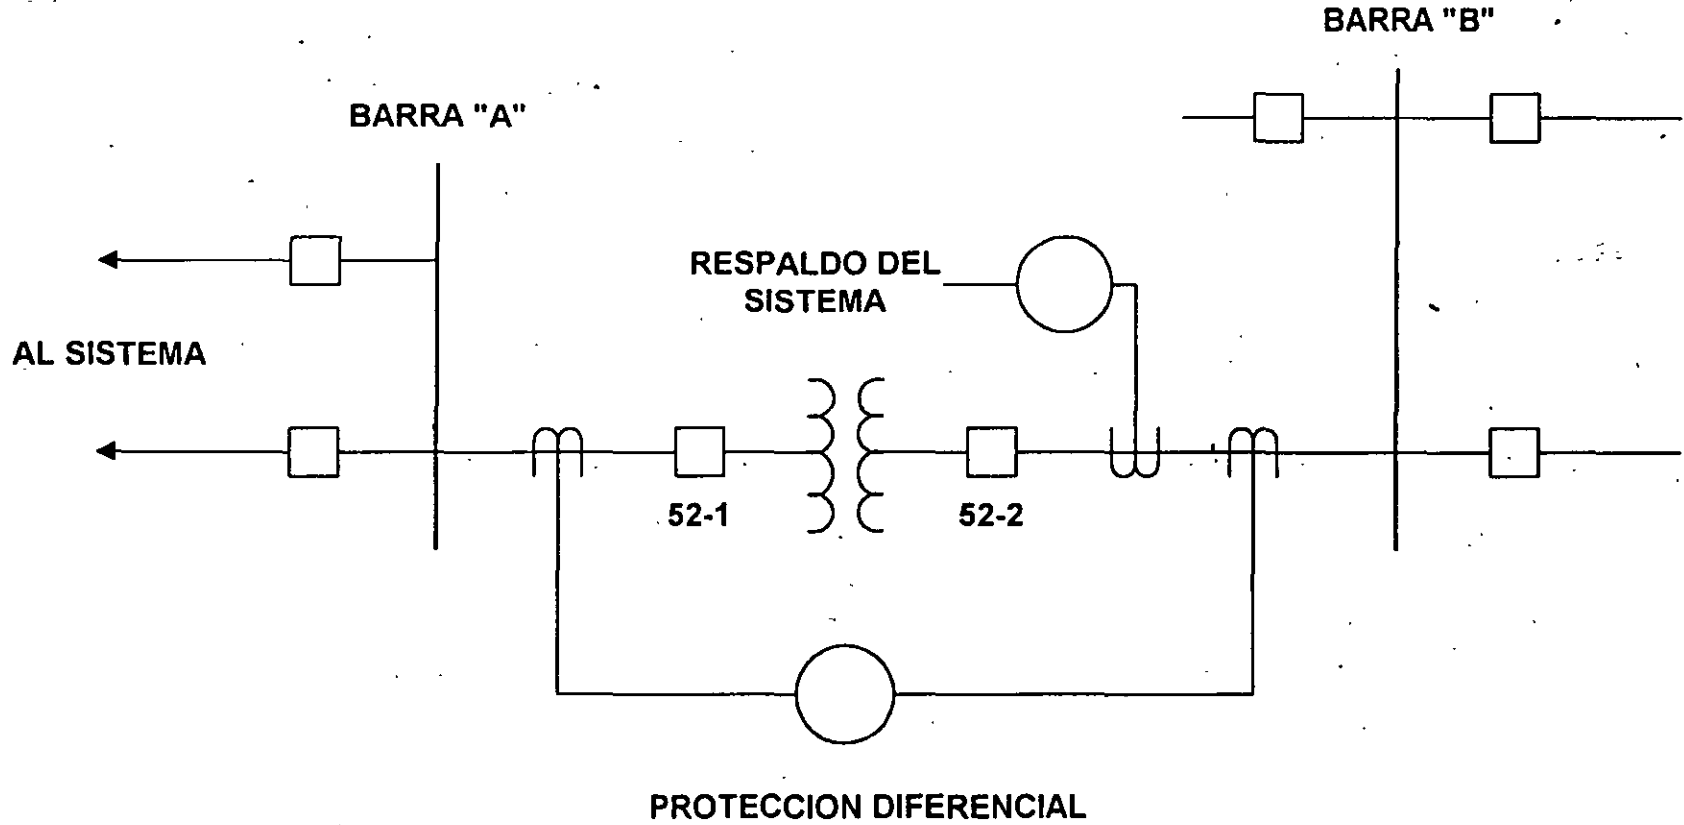 BARRA "B"
BARRA "A"
RESPALDO DEL
SISTEMA
AL SISTEMA
52-1
52-2
PROTECCION DIFERENCIAL